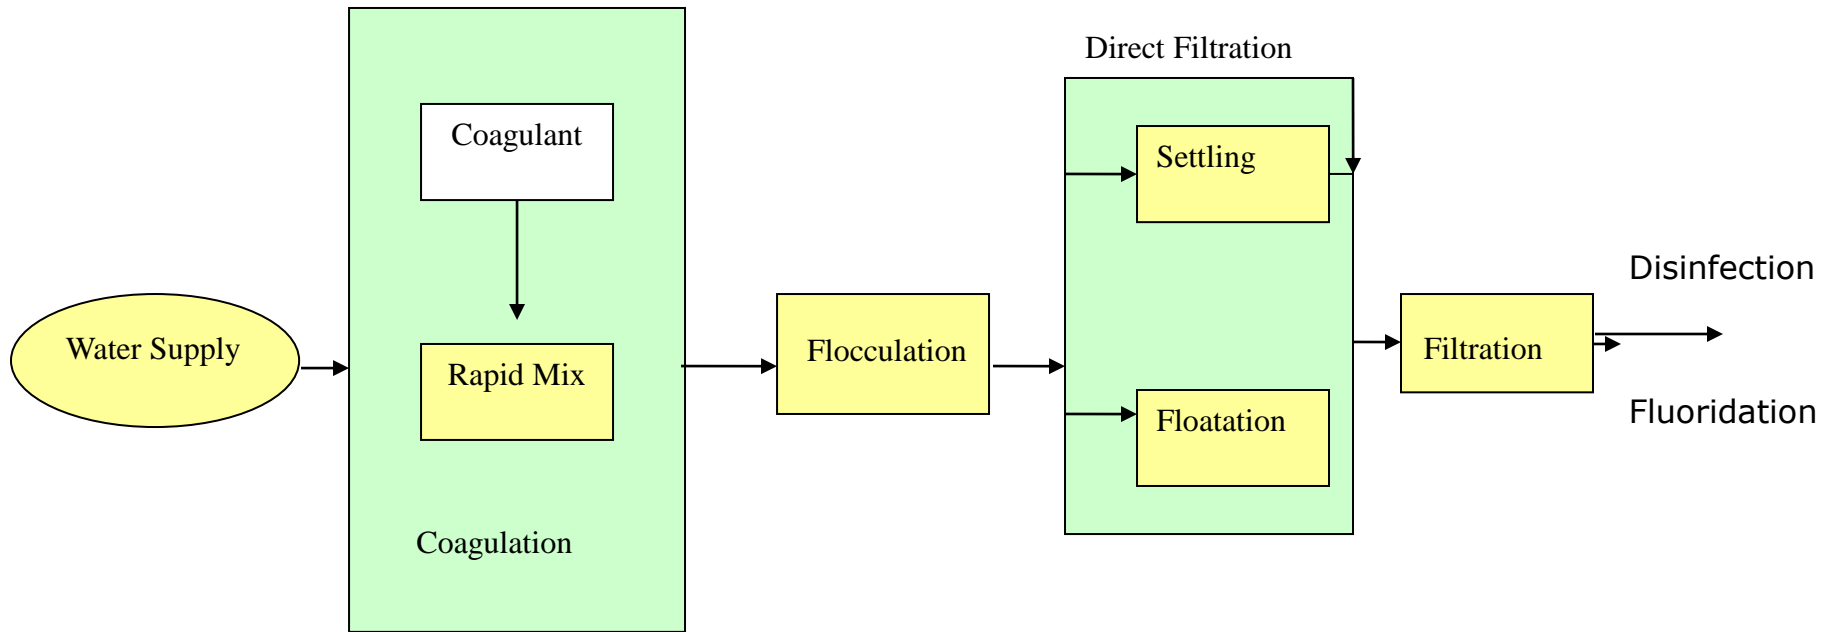 Water Supply
Coagulant
Rapid Mix
Coagulation
Flocculation
Direct Filtration
Settling
Floatation
Filtration
Disinfection
Fluoridation